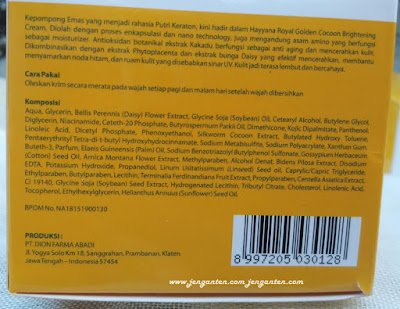 Kepompong Emas yang menjadi rahasia Putri Keraton, kini hadir dalam Hayyana Royal Golden Cocoon Brightening
Cream. Diolah dengan proses enkapsulasi dan nano technology. Juga mengandung asam amino yang berfungsi
sebagai moisturizer. Antioksidan botanikal ekstrak Kakadu berfungsi sebagai anti aging dan mencerahkan kulit.
Dikombinasikan dengan ekstrak Phytoplacenta dan ekstrak bunga Daisy yang efektif mencerahkan, membantu
menyamarkan noda hitam, dan ruam kulit yang disebabkan sinar UV. Kulit jadi terasa lembut dan bercahaya.
Cara Pakai
Oleskan krim secara merata pada wajah setiap pagi dan malam hari setelah wajah dibersihkan
Komposisi
Aqua, Glycerin, Bellis Perennis (Daisy) Flower Extract, Glycine Soja (Soybean) Oil, Cetearyl Alcohol, Butylene Glycol,
Diglycerin, Niacinamide, Ceteth-20 Phosphate, Butyrospermum Parkii Oil, Dimethicone, Kojic Dipalmitate, Panthenol,
Linoleic Acid, Dicetyl Phosphate, Phenoxyethanol, Silkworm Cocoon Extract, Butylated Hydroxy Toluene,
Pentaerythrityl Tetra-di-t-butyl Hydroxyhydrocinnamate, Sodium Metabisulfite, Sodium Polyacrylate, Xanthan Gum,
Buteth-3, Parfum, Elaeis Guineensis (Palm) Oil, Sodium Benzotriazolyl Butylphenol Sulfonate, Gossypium Herbaceum
(Cotton) Seed Oil, Arnica Montana Flower Extract, Methylparaben, Alcohol Denat, Bidens Pilosa Extract, Disodium
EDTA, Potassium Hydroxide, Propanediol, Linum Usitatissimum (Linseed) Seed oil, Caprylic/Capric Triglyceride,
Ethylparaben, Butylparaben, Lecithin, Terminalia Ferdinandiana Fruit Extract, Propylparaben, Centella Asiatica Extract,
CI 19140, Glycine Soja (Soybean) Extract, Hydrogenated Lecithin, Tributyl Citrate, Cholesterol, Linolenic Acid,
Tocopherol, Ethylhexylglycerin, Helianthus Annuus (Sunflower) Seed Oil.
BPOM No. NA18151900120
PRODUKSI :
PT. DION FARMA ABADI
Jl. Yogya Solo Km 18, Sanggrahan, Prambanan, Klaten
Jawa Tengah – Indonesia 57454
8 997205 030128
www.jenganten.com jenganten.com